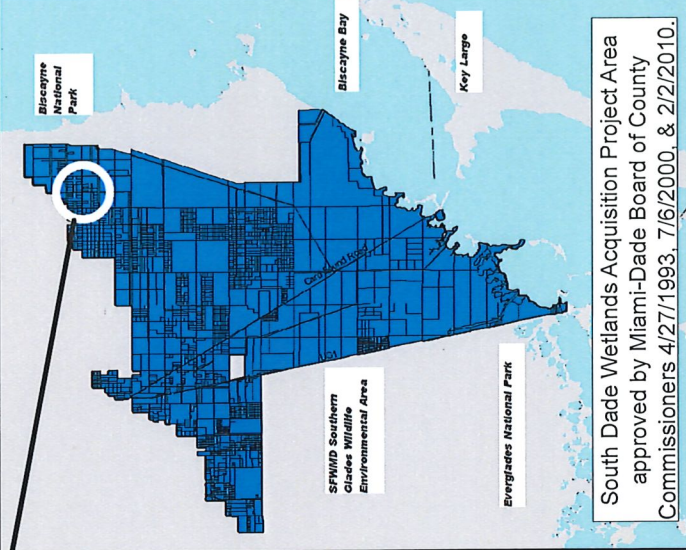 Biscayne
National
Park
Biscayne Bay
Key Largo
Card Sound Road
US1
SFWMD Southern
Glades Wildlife
Environmental Area
Everglades National Park
South Dade Wetlands Acquisition Project Area
approved by Miami-Dade Board of County
Commissioners 4/27/1993, 7/6/2000, & 2/2/2010.